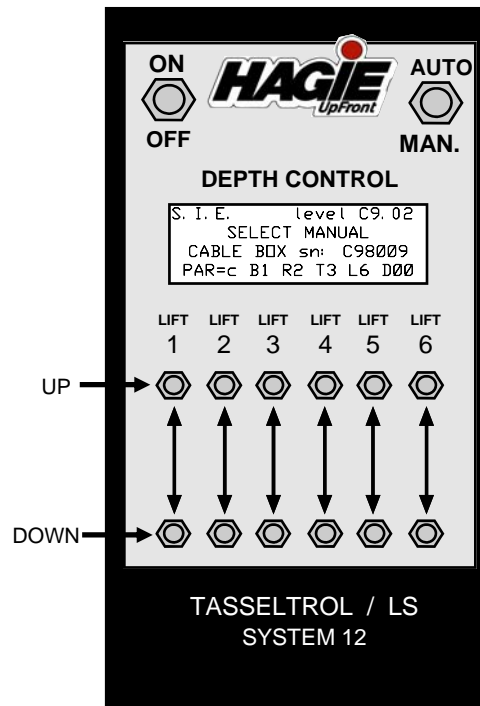 ON
HAGIE
UpFront
AUTO
OFF
MAN.
DEPTH CONTROL
S. I. E. level C9. 02
SELECT MANUAL
CABLE BOX sn: C98009
PAR=c B1 R2 T3 L6 D00
LIFT LIFT LIFT LIFT LIFT LIFT
1 2 3 4 5 6
UP
DOWN
TASSELTROL / LS
SYSTEM 12